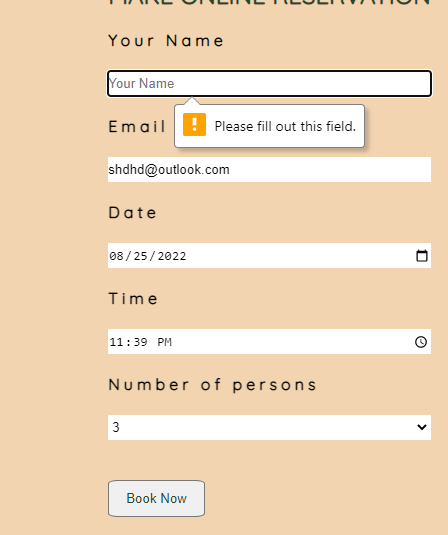 MAKE ONLINE RESERVATION
Your Name
Your Name
Please fill out this field.
Email
shdhd@outlook.com
Date
08/25/2022
Time
11:39 PM
Number of persons
3
Book Now